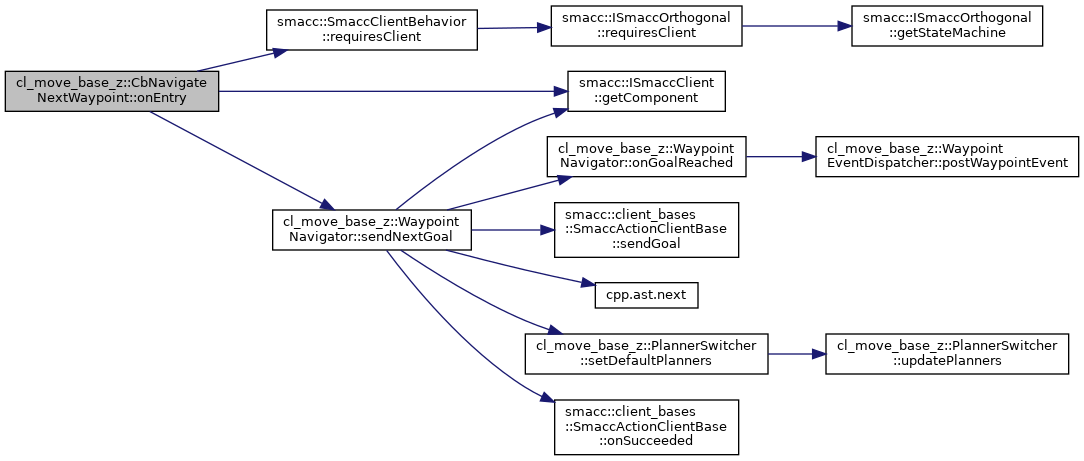 smacc::SmaccClientBehavior
::requiresClient
smacc::ISmaccOrthogonal
::requiresClient
smacc::ISmaccOrthogonal
::getStateMachine
cl_move_base_z::CbNavigate
NextWaypoint::onEntry
smacc::ISmaccClient
::getComponent
cl_move_base_z::Waypoint
Navigator::onGoalReached
cl_move_base_z::Waypoint
EventDispatcher::postWaypointEvent
cl_move_base_z::Waypoint
Navigator::sendNextGoal
smacc::client_bases
::SmaccActionClientBase
::sendGoal
cpp.ast.next
cl_move_base_z::PlannerSwitcher
::setDefaultPlanners
cl_move_base_z::PlannerSwitcher
::updatePlanners
smacc::client_bases
::SmaccActionClientBase
::onSucceeded